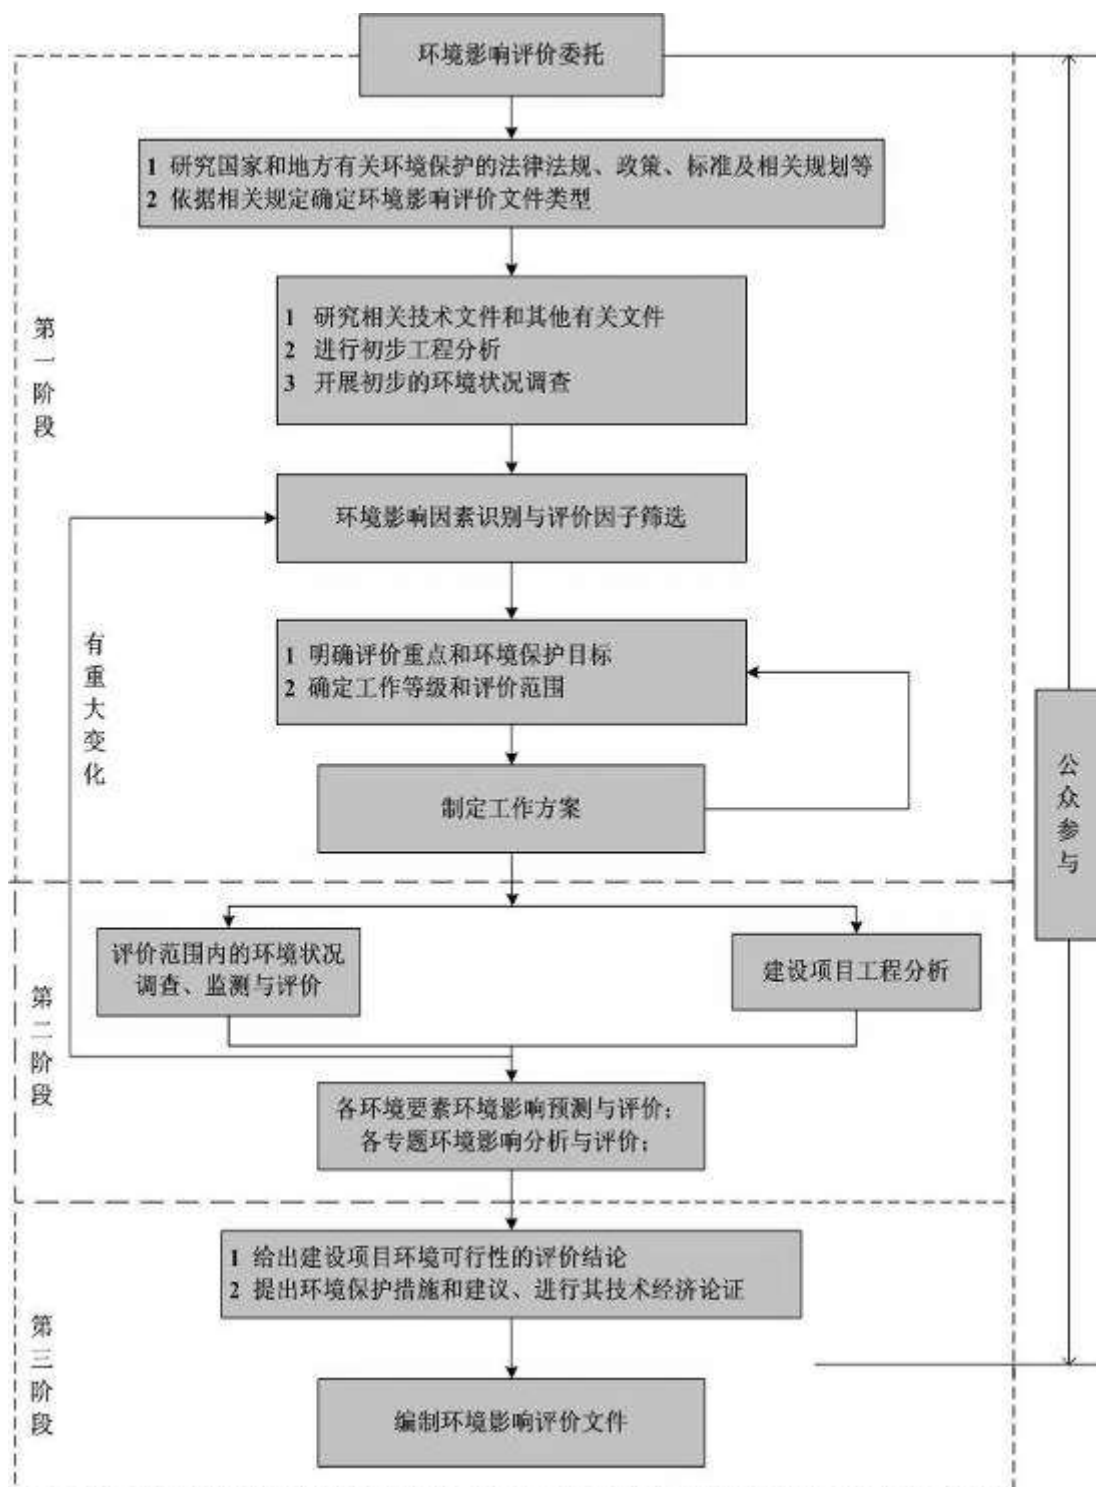 环境影响评价委托
1 研究国家和地方有关环境保护的法律法规、政策、标准及相关规划等
2 依据相关规定确定环境影响评价文件类型
第一阶段
1 研究相关技术文件和其他有关文件
2 进行初步工程分析
3 开展初步的环境状况调查
环境影响因素识别与评价因子筛选
有重大变化
1 明确评价重点和环境保护目标
2 确定工作等级和评价范围
制定工作方案
公众参与
第二阶段
评价范围内的环境状况
调查、监测与评价
建设项目工程分析
各环境要素环境影响预测与评价;
各专题环境影响分析与评价;
第三阶段
1 给出建设项目环境可行性的评价结论
2 提出环境保护措施和建议、进行其技术经济论证
编制环境影响评价文件